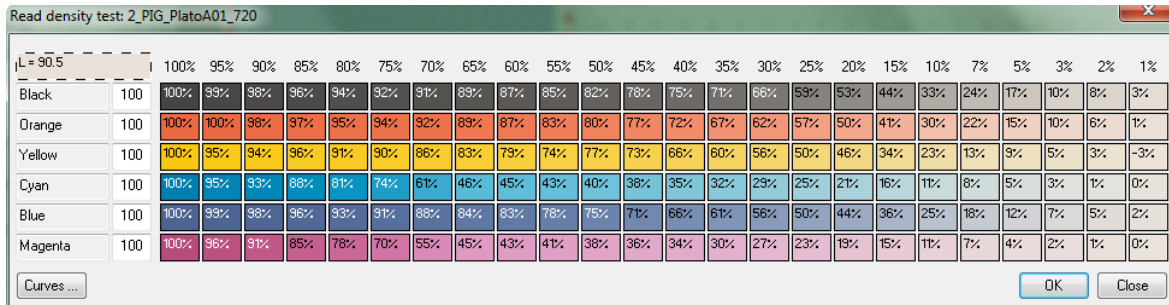 Read density test: 2_PIG_PlatoA01_720
x
L = 90.5 100% 95% 90% 85% 80% 75% 70% 65% 60% 55% 50% 45% 40% 35% 30% 25% 20% 15% 10% 7% 5% 3% 2% 1%
Black 100 100% 99% 98% 96% 94% 92% 91% 89% 87% 85% 82% 78% 75% 71% 66% 59% 53% 44% 33% 24% 17% 10% 8% 3%
Orange 100 100% 100% 98% 97% 95% 94% 92% 89% 87% 83% 80% 77% 72% 67% 62% 57% 50% 41% 30% 22% 15% 10% 6% 1%
Yellow 100 100% 95% 94% 96% 91% 90% 86% 83% 79% 74% 77% 73% 66% 60% 56% 50% 46% 34% 23% 13% 9% 5% 3% -3%
Cyan 100 100% 95% 93% 88% 81% 74% 61% 46% 45% 43% 40% 38% 35% 32% 29% 25% 21% 16% 11% 8% 5% 3% 1% 0%
Blue 100 100% 99% 98% 96% 93% 91% 88% 84% 83% 78% 75% 71% 66% 61% 56% 50% 44% 36% 25% 18% 12% 7% 5% 2%
Magenta 100 100% 96% 91% 85% 78% 70% 55% 45% 43% 41% 38% 36% 34% 30% 27% 23% 19% 15% 11% 7% 4% 2% 1% 0%
Curves ... OK Close